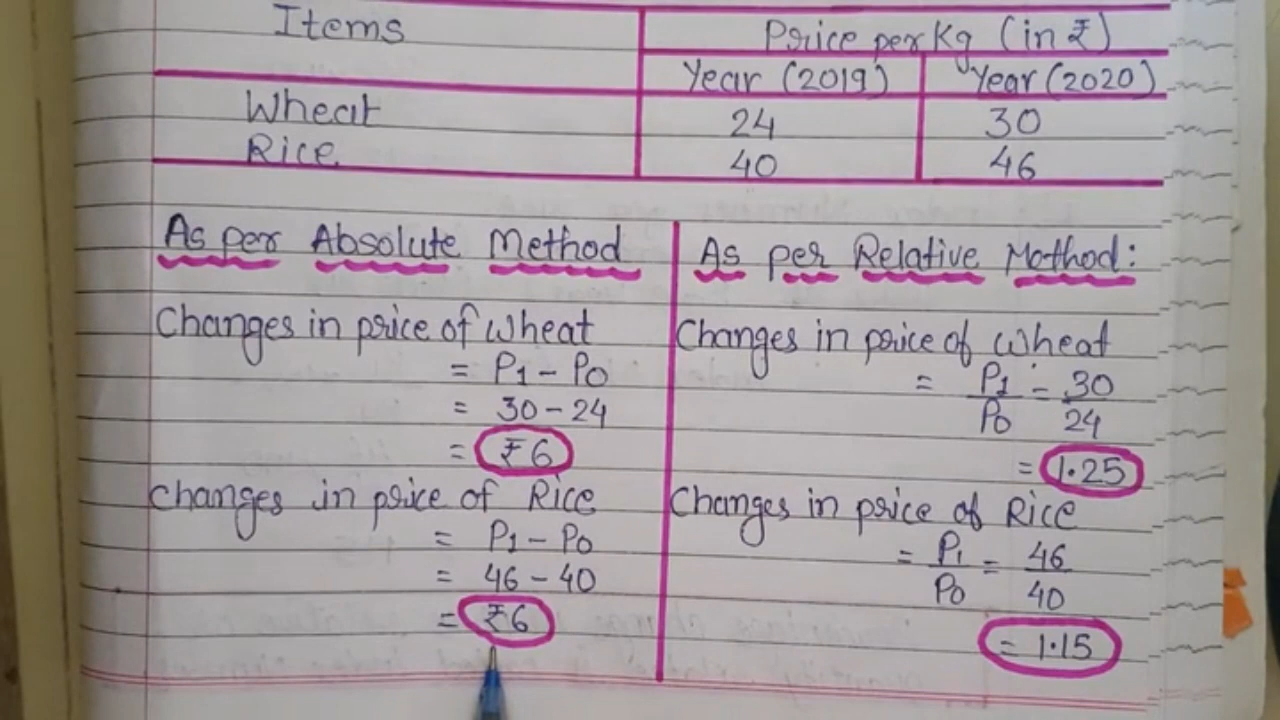 Items Price per Kg (in ₹)
Year (2019) Year (2020)
Wheat 24 30
Rice 40 46
As per Absolute Method
Changes in price of wheat
= P1 - P0
= 30 - 24
= ₹6
Changes in price of Rice
= P1 - P0
= 46 - 40
= ₹6
As per Relative Method:
Changes in price of wheat
= P1/P0 = 30/24
= 1.25
Changes in price of Rice
= P1/P0 = 46/40
= 1.15